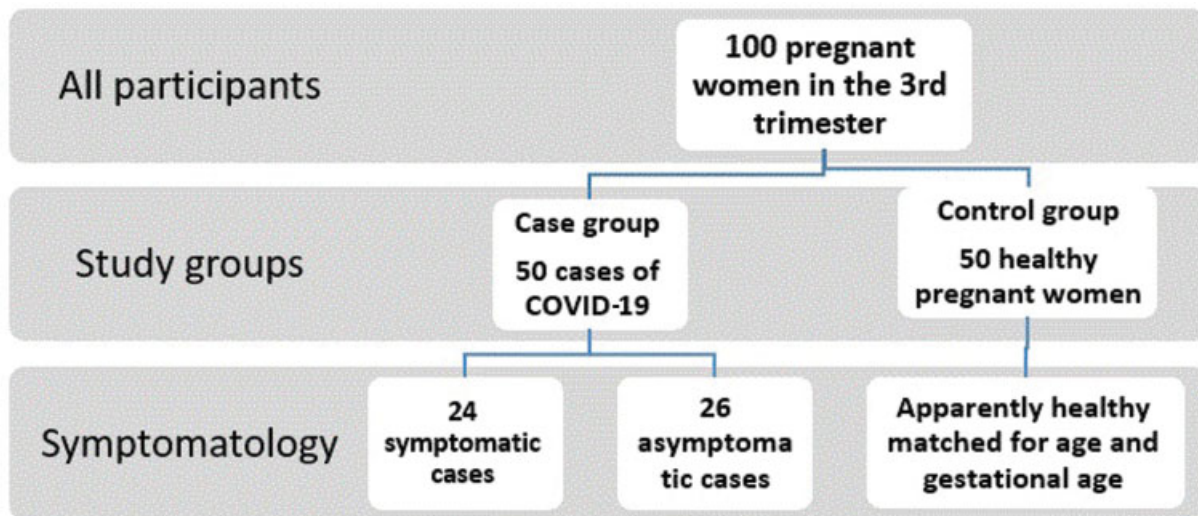 All participants
100 pregnant
women in the 3rd
trimester
Study groups
Case group
50 cases of
COVID-19
Control group
50 healthy
pregnant women
Symptomatology
24
symptomatic
cases
26
asymptoma
tic cases
Apparently healthy
matched for age and
gestational age